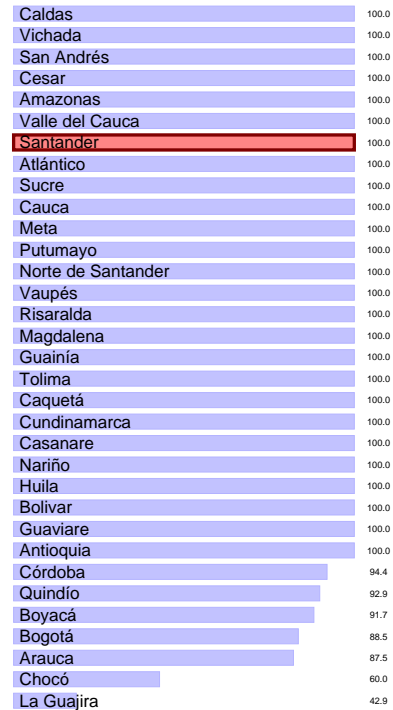 Caldas 100.0
Vichada 100.0
San Andrés 100.0
Cesar 100.0
Amazonas 100.0
Valle del Cauca 100.0
Santander 100.0
Atlántico 100.0
Sucre 100.0
Cauca 100.0
Meta 100.0
Putumayo 100.0
Norte de Santander 100.0
Vaupés 100.0
Risaralda 100.0
Magdalena 100.0
Guainía 100.0
Tolima 100.0
Caquetá 100.0
Cundinamarca 100.0
Casanare 100.0
Nariño 100.0
Huila 100.0
Bolivar 100.0
Guaviare 100.0
Antioquia 100.0
Córdoba 94.4
Quindío 92.9
Boyacá 91.7
Bogotá 88.5
Arauca 87.5
Chocó 60.0
La Guajira 42.9